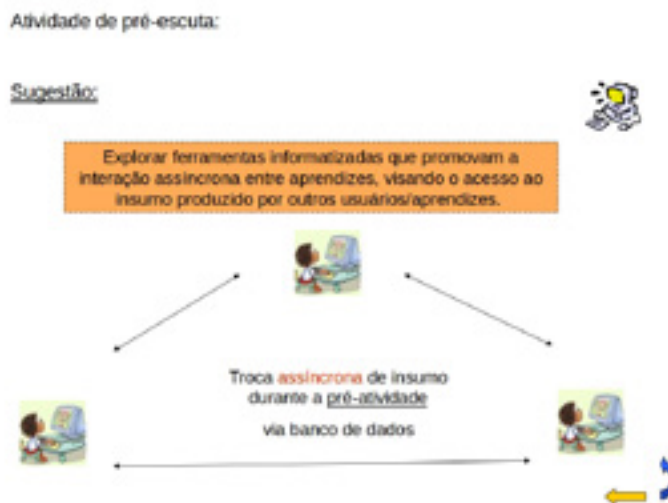 Atividade de pré-escuta:
Sugestão:
Explorar ferramentas informatizadas que promovam a
interação assíncrona entre aprendizes, visando o acesso ao
insumo produzido por outros usuários/aprendizes.
Troca assíncrona de insumo
durante a pré-atividade
via banco de dados